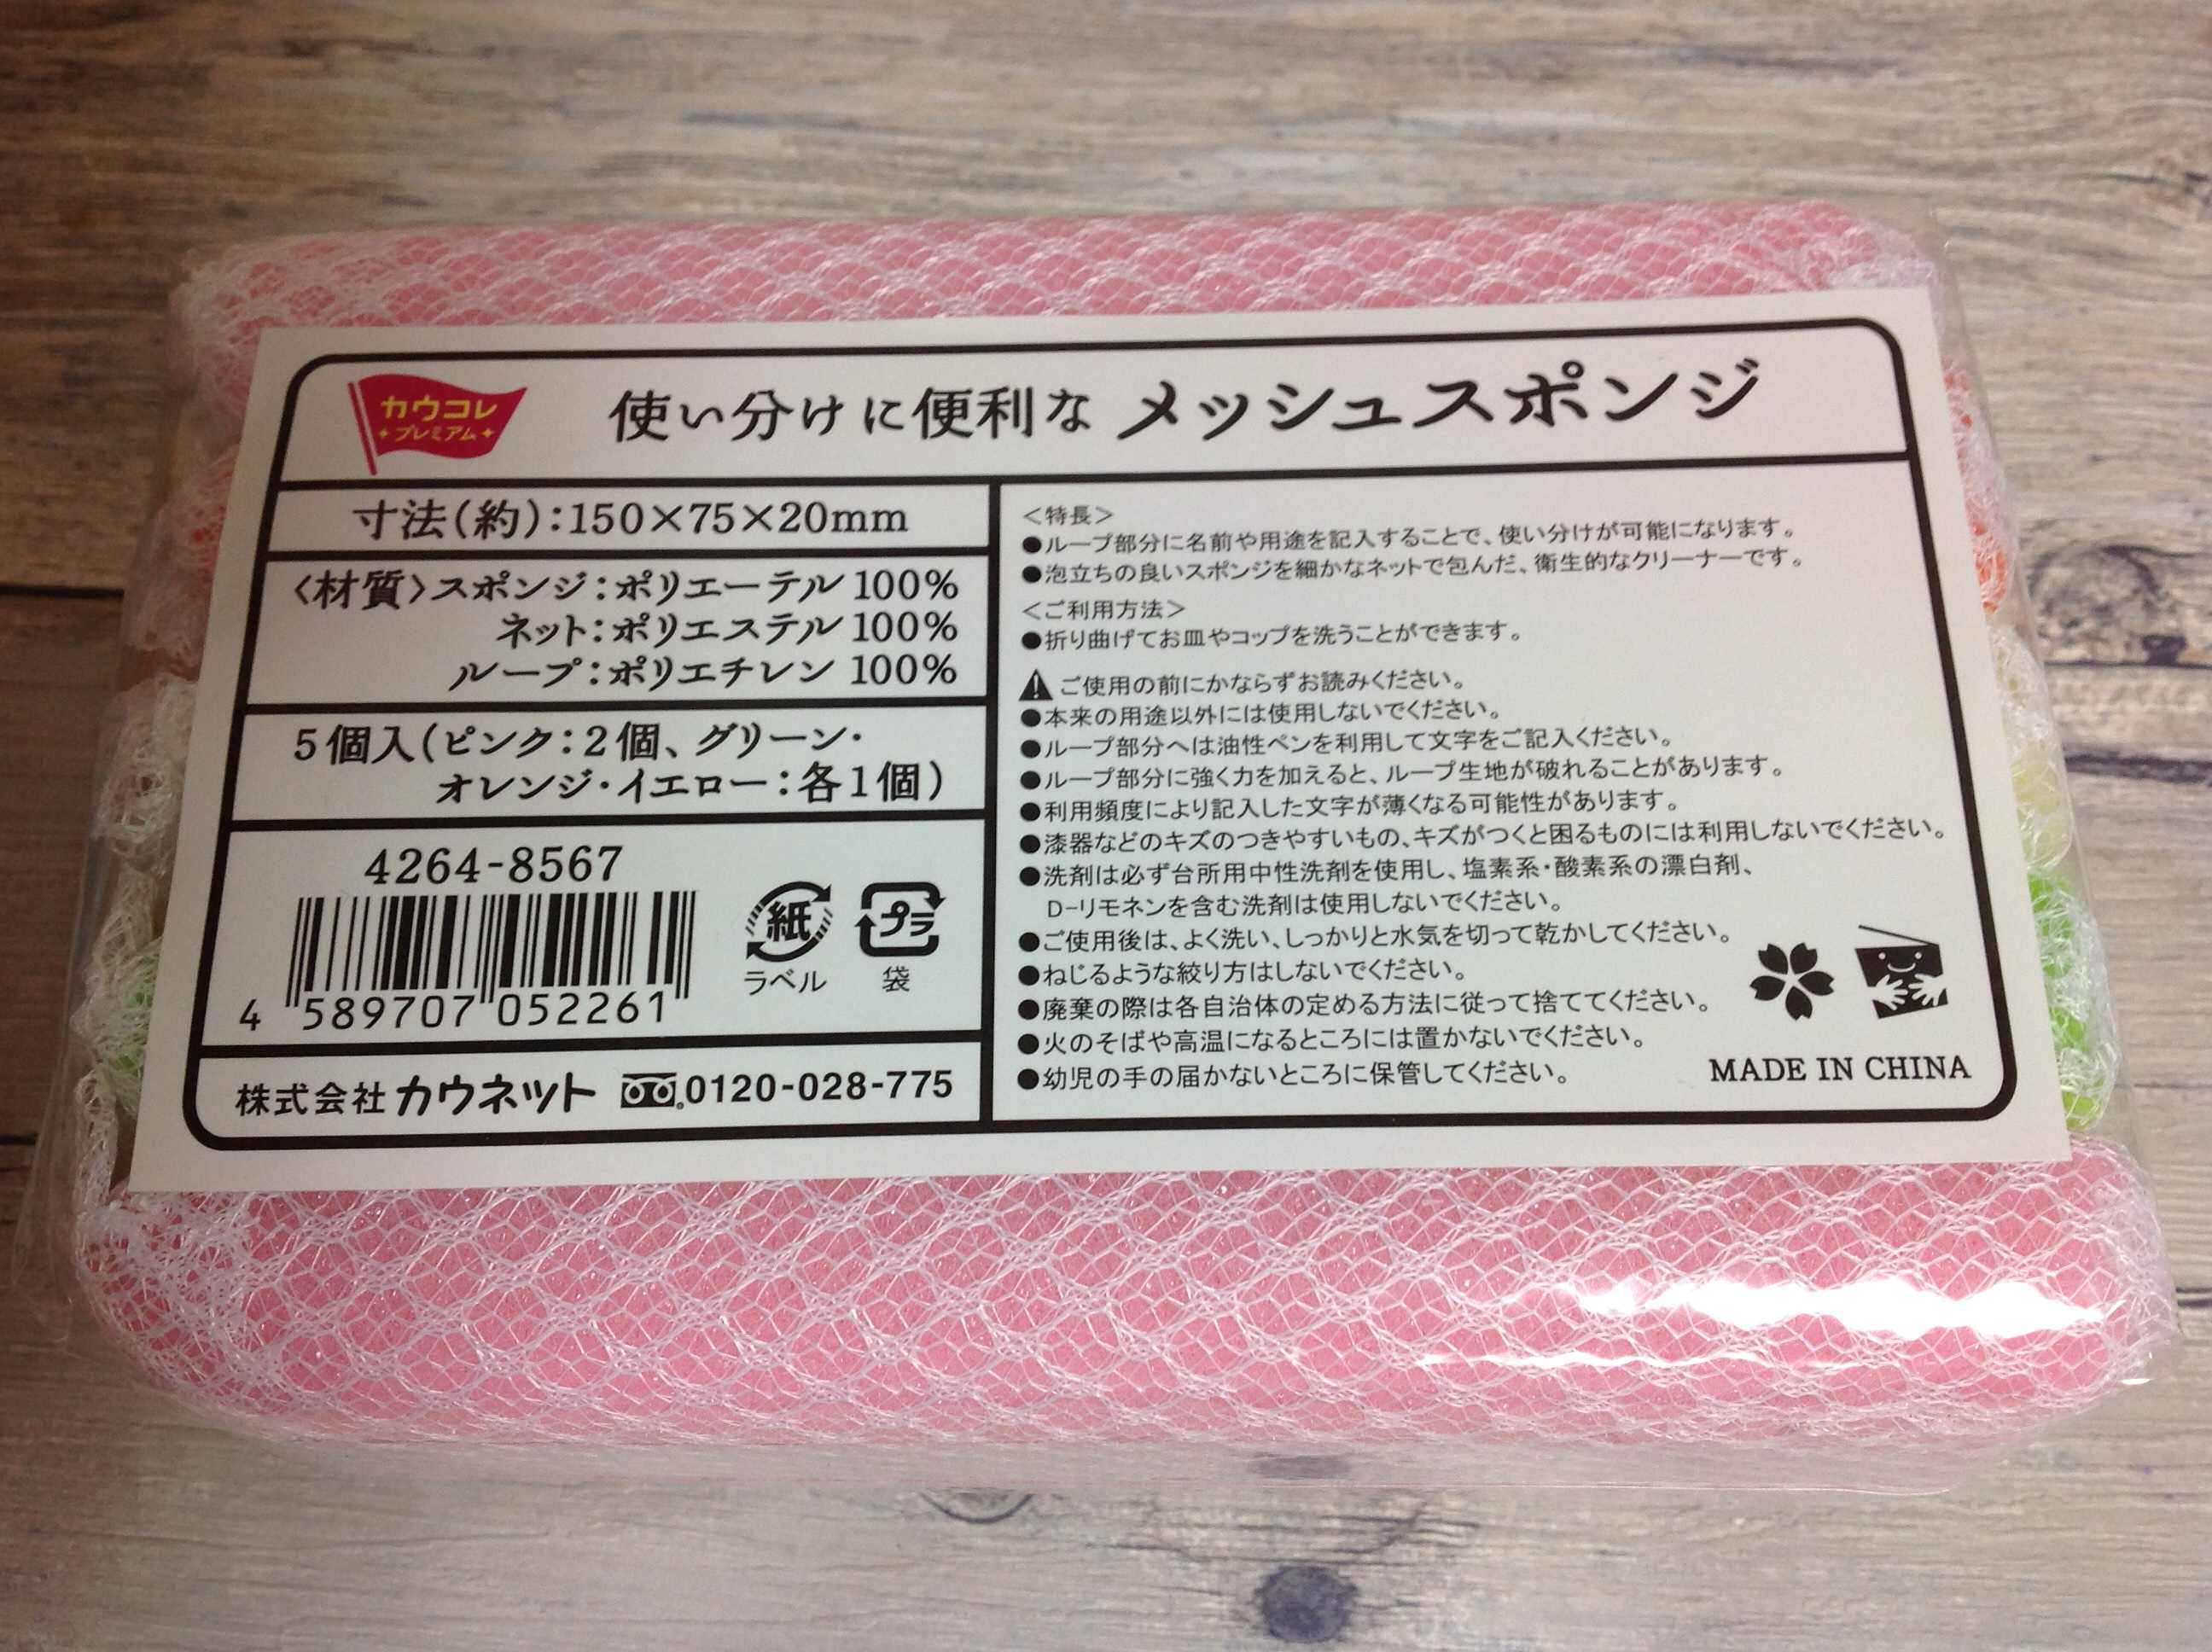 カウコレ
プレミアム
使い分けに便利な メッシュスポンジ
寸法(約):150×75×20mm
〈材質〉スポンジ:ポリエーテル 100%
ネット:ポリエステル 100%
ループ:ポリエチレン 100%
5個入(ピンク:2個、グリーン・
オレンジ・イエロー:各1個)
4264-8567
4 589707 052261
紙
ラベル
プラ
袋
株式会社カウネット 0120-028-775
<特長>
●ループ部分に名前や用途を記入することで、使い分けが可能になります。
●泡立ちの良いスポンジを細かなネットで包んだ、衛生的なクリーナーです。
<ご利用方法>
●折り曲げてお皿やコップを洗うことができます。
ご使用の前にかならずお読みください。
●本来の用途以外には使用しないでください。
●ループ部分へは油性ペンを利用して文字をご記入ください。
●ループ部分に強く力を加えると、ループ生地が破れることがあります。
●利用頻度により記入した文字が薄くなる可能性があります。
●漆器などのキズのつきやすいもの、キズがつくと困るものには利用しないでください。
●洗剤は必ず台所用中性洗剤を使用し、塩素系・酸素系の漂白剤、
D-リモネンを含む洗剤は使用しないでください。
●ご使用後は、よく洗い、しっかりと水気を切って乾かしてください。
●ねじるような絞り方はしないでください。
●廃棄の際は各自治体の定める方法に従って捨ててください。
●火のそばや高温になるところには置かないでください。
●幼児の手の届かないところに保管してください。
MADE IN CHINA